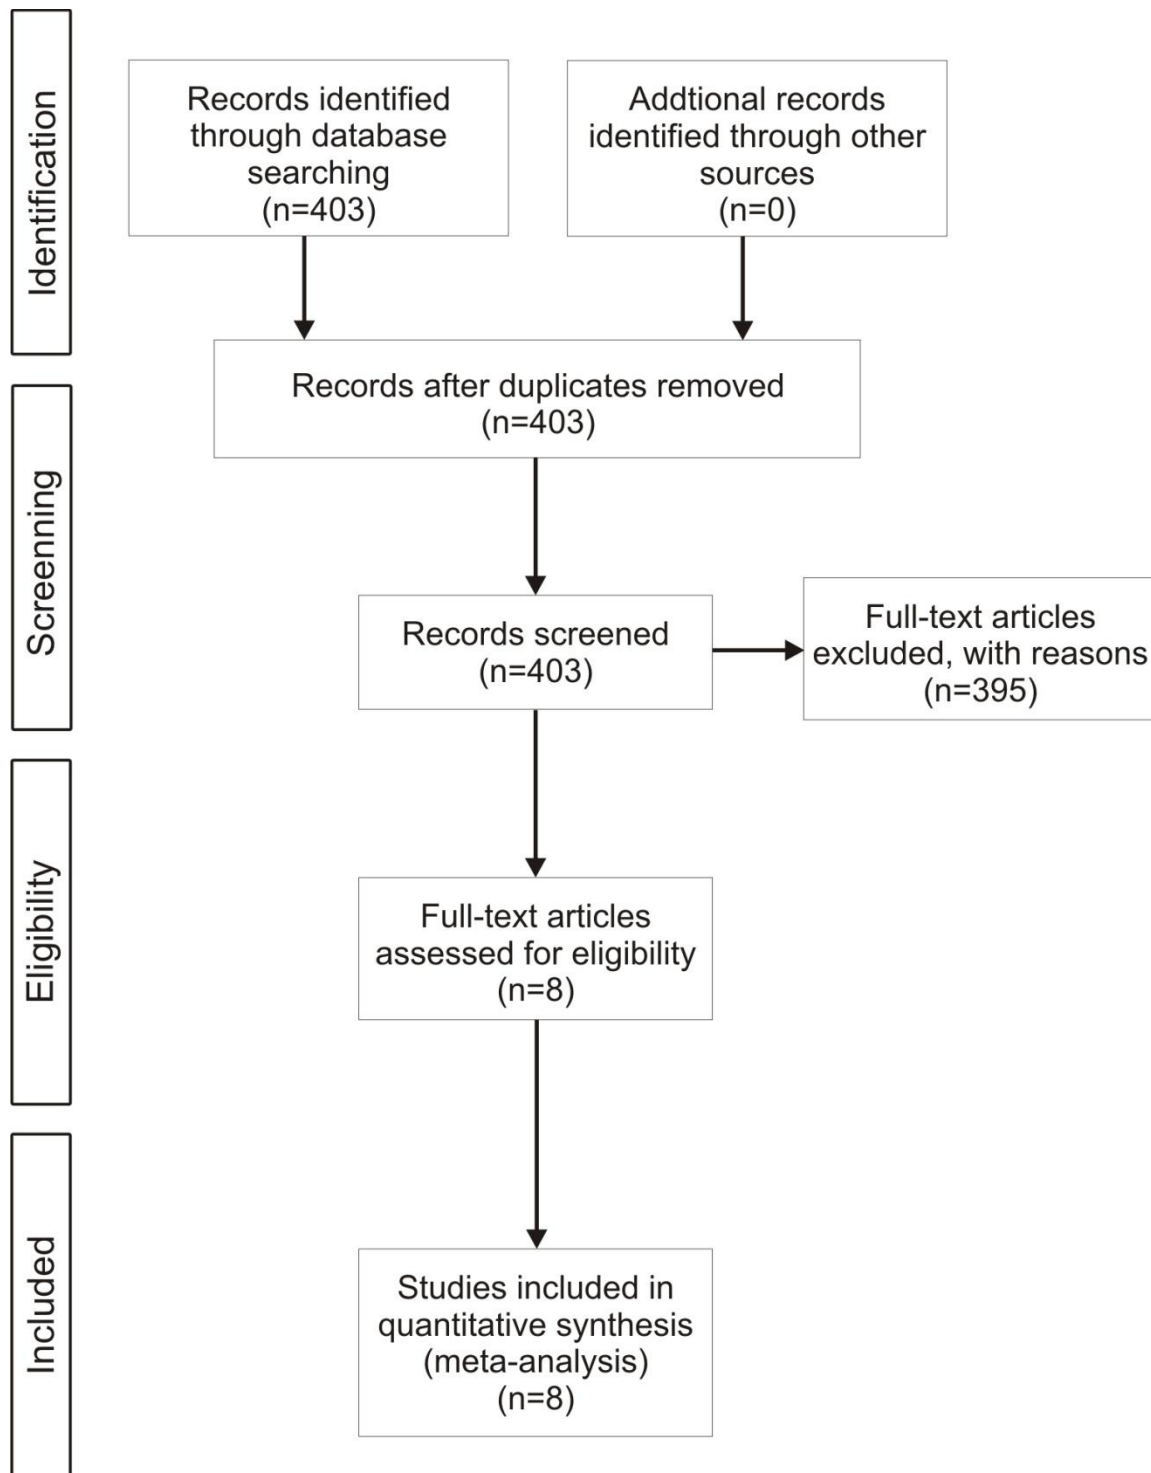 Identification
Records identified
through database
searching
(n=403)
Addtional records
identified through other
sources
(n=0)
Records after duplicates removed
(n=403)
Screenning
Records screened
(n=403)
Full-text articles
excluded, with reasons
(n=395)
Eligibility
Full-text articles
assessed for eligibility
(n=8)
Included
Studies included in
quantitative synthesis
(meta-analysis)
(n=8)